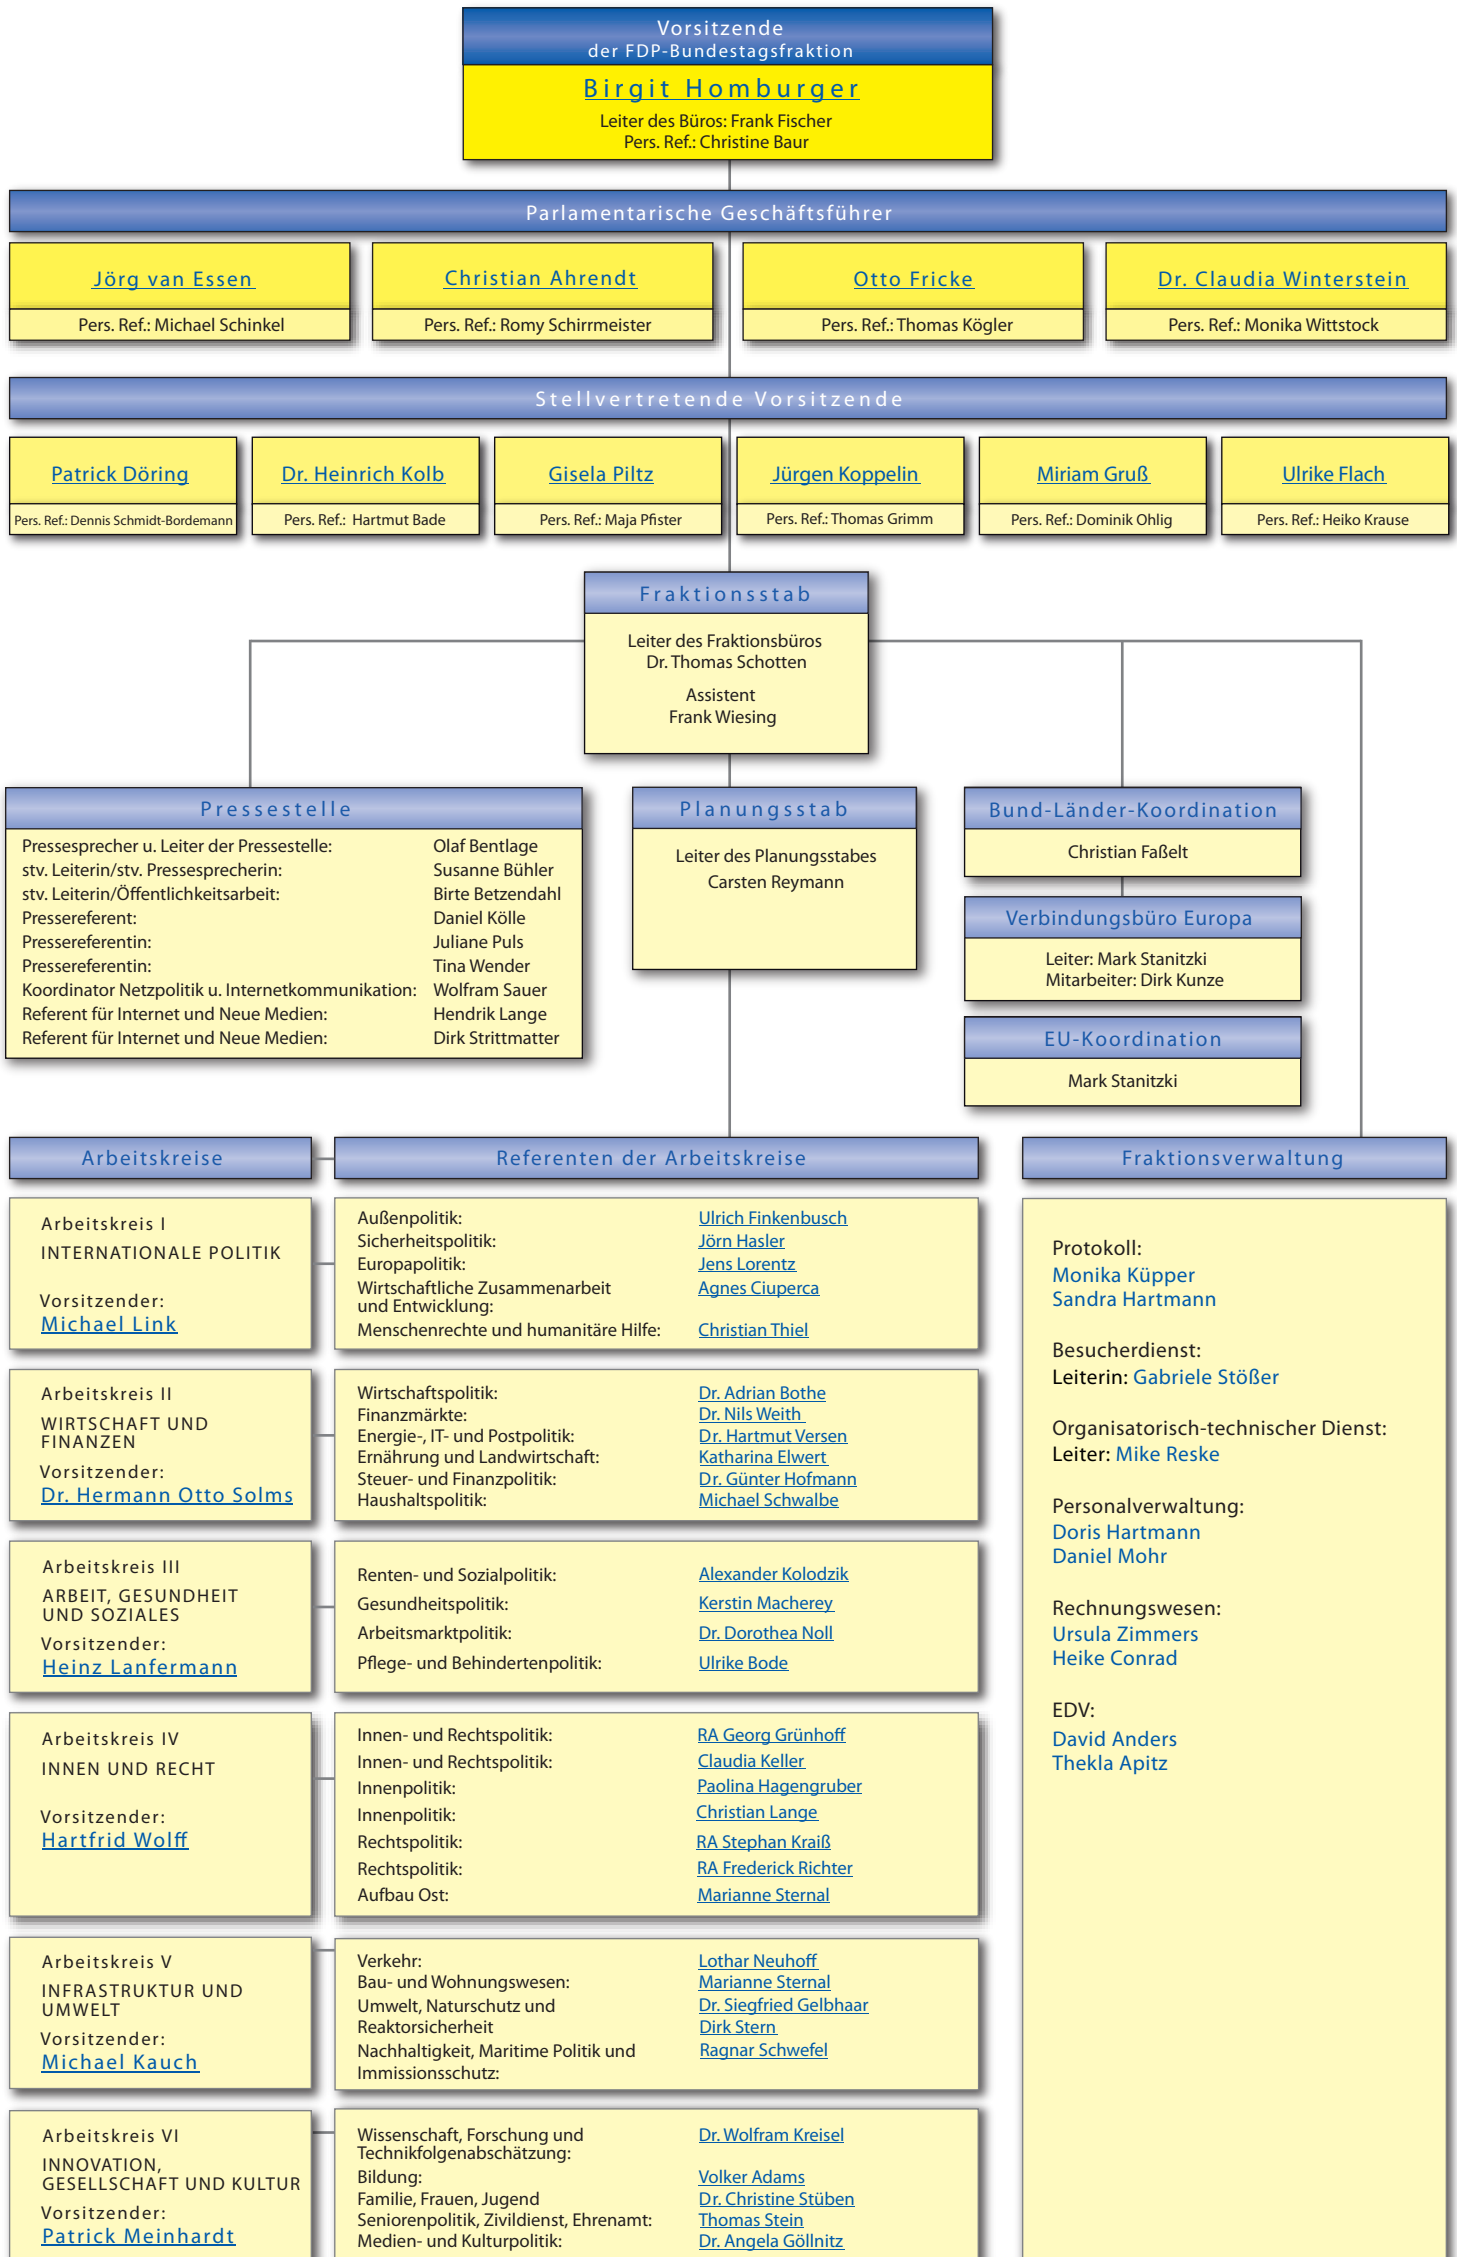 Vorsitzende
der FDP-Bundestagsfraktion
Birgit Homburger
Leiter des Büros: Frank Fischer
Pers. Ref.: Christine Baur
Parlamentarische Geschäftsführer
Jörg van Essen
Pers. Ref.: Michael Schinkel
Christian Ahrendt
Pers. Ref.: Romy Schirrmeister
Otto Fricke
Pers. Ref.: Thomas Kögler
Dr. Claudia Winterstein
Pers. Ref.: Monika Wittstock
Stellvertretende Vorsitzende
Patrick Döring
Pers. Ref.: Dennis Schmidt-Bordemann
Dr. Heinrich Kolb
Pers. Ref.: Hartmut Bade
Gisela Piltz
Pers. Ref.: Maja Pfister
Jürgen Koppelin
Pers. Ref.: Thomas Grimm
Miriam Gruß
Pers. Ref.: Dominik Ohlig
Ulrike Flach
Pers. Ref.: Heiko Krause
Fraktionsstab
Leiter des Fraktionsbüros
Dr. Thomas Schotten
Assistent
Frank Wiesing
Pressestelle
Pressesprecher u. Leiter der Pressestelle: Olaf Bentlage
stv. Leiterin/stv. Pressesprecherin: Susanne Bühler
stv. Leiterin/Öffentlichkeitsarbeit: Birte Betzendahl
Pressereferent: Daniel Kölle
Pressereferentin: Juliane Puls
Pressereferentin: Tina Wender
Koordinator Netzpolitik u. Internetkommunikation: Wolfram Sauer
Referent für Internet und Neue Medien: Hendrik Lange
Referent für Internet und Neue Medien: Dirk Strittmatter
Planungsstab
Leiter des Planungsstabes
Carsten Reymann
Bund-Länder-Koordination
Christian Faßelt
Verbindungsbüro Europa
Leiter: Mark Stanitzki
Mitarbeiter: Dirk Kunze
EU-Koordination
Mark Stanitzki
Arbeitskreise
Referenten der Arbeitskreise
Arbeitskreis I
INTERNATIONALE POLITIK
Vorsitzender:
Michael Link
Außenpolitik: Ulrich Finkenbusch
Sicherheitspolitik: Jörn Hasler
Europapolitik: Jens Lorentz
Wirtschaftliche Zusammenarbeit Agnes Ciuperca
und Entwicklung:
Menschenrechte und humanitäre Hilfe: Christian Thiel
Arbeitskreis II
WIRTSCHAFT UND
FINANZEN
Vorsitzender:
Dr. Hermann Otto Solms
Wirtschaftspolitik: Dr. Adrian Bothe
Finanzmärkte: Dr. Nils Weith
Energie-, IT- und Postpolitik: Dr. Hartmut Versen
Ernährung und Landwirtschaft: Katharina Elwert
Steuer- und Finanzpolitik: Dr. Günter Hofmann
Haushaltspolitik: Michael Schwalbe
Arbeitskreis III
ARBEIT, GESUNDHEIT
UND SOZIALES
Vorsitzender:
Heinz Lanfermann
Renten- und Sozialpolitik: Alexander Kolodzik
Gesundheitspolitik: Kerstin Macherey
Arbeitsmarktpolitik: Dr. Dorothea Noll
Pflege- und Behindertenpolitik: Ulrike Bode
Arbeitskreis IV
INNEN UND RECHT
Vorsitzender:
Hartfrid Wolff
Innen- und Rechtspolitik: RA Georg Grünhoff
Innen- und Rechtspolitik: Claudia Keller
Innenpolitik: Paolina Hagengruber
Innenpolitik: Christian Lange
Rechtspolitik: RA Stephan Kraiß
Rechtspolitik: RA Frederick Richter
Aufbau Ost: Marianne Sternal
Arbeitskreis V
INFRASTRUKTUR UND
UMWELT
Vorsitzender:
Michael Kauch
Verkehr: Lothar Neuhoff
Bau- und Wohnungswesen: Marianne Sternal
Umwelt, Naturschutz und Dr. Siegfried Gelbhaar
Reaktorsicherheit Dirk Stern
Nachhaltigkeit, Maritime Politik und Ragnar Schwefel
Immissionsschutz:
Arbeitskreis VI
INNOVATION,
GESELLSCHAFT UND KULTUR
Vorsitzender:
Patrick Meinhardt
Wissenschaft, Forschung und Dr. Wolfram Kreisel
Technikfolgenabschätzung:
Bildung: Volker Adams
Familie, Frauen, Jugend Dr. Christine Stüben
Seniorenpolitik, Zivildienst, Ehrenamt: Thomas Stein
Medien- und Kulturpolitik: Dr. Angela Göllnitz
Fraktionsverwaltung
Protokoll:
Monika Küpper
Sandra Hartmann
Besucherdienst:
Leiterin: Gabriele Stößer
Organisatorisch-technischer Dienst:
Leiter: Mike Reske
Personalverwaltung:
Doris Hartmann
Daniel Mohr
Rechnungswesen:
Ursula Zimmers
Heike Conrad
EDV:
David Anders
Thekla Apitz